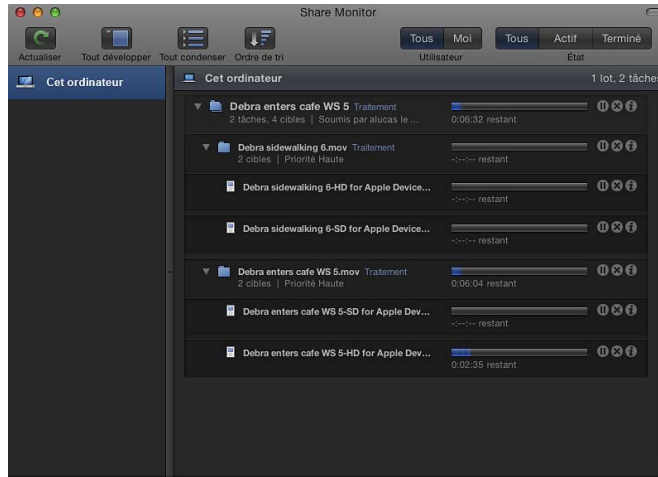 Share Monitor
Actualiser
Tout développer
Tout condenser
Ordre de tri
Tous Moi
Utilisateur
Tous Actif Terminé
État
Cet ordinateur
Cet ordinateur
1 lot, 2 tâche
Debra enters cafe WS 5 Traitement
2 tâches, 4 cibles | Soumis par alucas le ...
0:06:32 restant
Debra sidewalking 6.mov Traitement
2 cibles | Priorité Haute
-:--:-- restant
Debra sidewalking 6-HD for Apple Device...
-:--:-- restant
Debra sidewalking 6-SD for Apple Device...
-:--:-- restant
Debra enters cafe WS 5.mov Traitement
2 cibles | Priorité Haute
0:06:04 restant
Debra enters cafe WS 5-SD for Apple Dev...
-:--:-- restant
Debra enters cafe WS 5-HD for Apple Dev...
0:02:35 restant